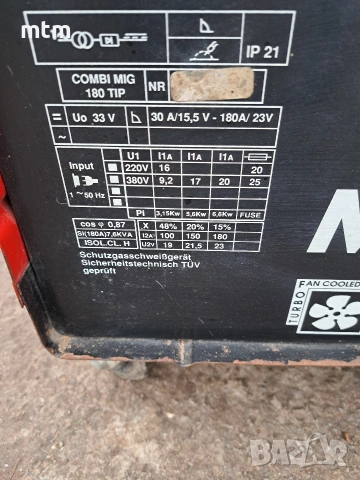 mtm
DI
IP 21
COMBI MIG
180 TIP
NR
= Uo 33 V 30 A/15,5 V - 180A/ 23V
~
U1 I1A I1A I1A
Input 220V 16 20
380V 9,2 17 20 25
1 ~ 50 Hz
PI 3,15Kw 5,6Kw 6,6Kw FUSE
cos φ 0,87 X 48% 20% 15%
SI(180A)7,6KVA I2A 100 150 180
ISOL.CL. H U2V 19 21,5 23
Schutzgasschweißgerät
Sicherheitstechnisch TÜV
geprüft
M
TURBO FAN COOLED
BAZAR